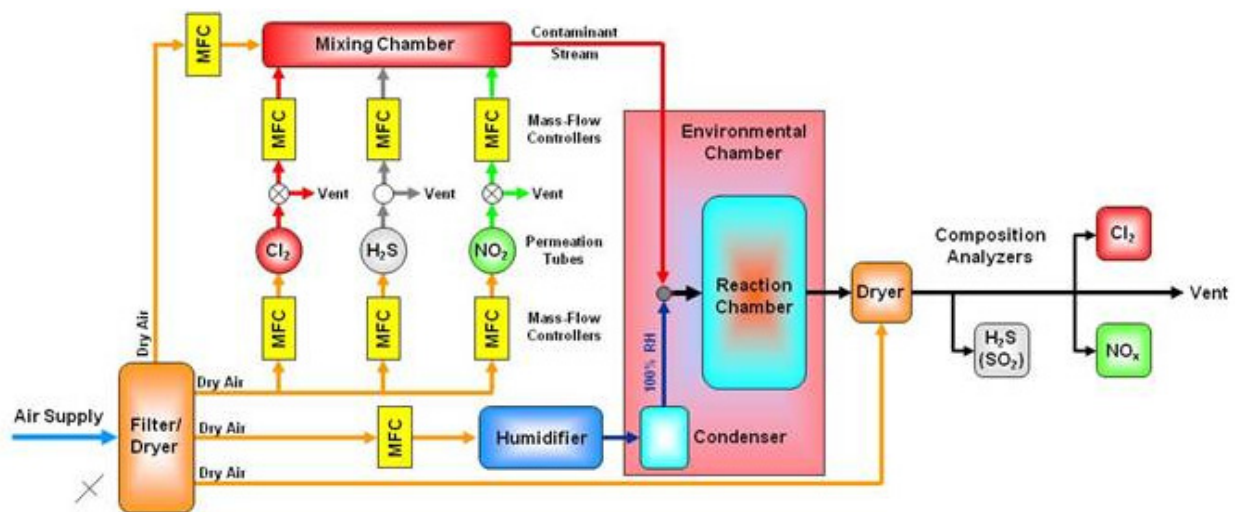 MFC
Mixing Chamber
Contaminant
Stream
MFC
MFC
MFC
Mass-Flow
Controllers
Environmental
Chamber
Vent
Vent
Vent
Cl₂
H₂S
NO₂
Permeation
Tubes
Composition
Analyzers
Cl₂
Reaction
Chamber
Dryer
Vent
MFC
MFC
MFC
Mass-Flow
Controllers
Dry Air
100% RH
H₂S
(SO₂)
NOₓ
Dry Air
Air Supply
Filter/
Dryer
Dry Air
MFC
Humidifier
Condenser
Dry Air